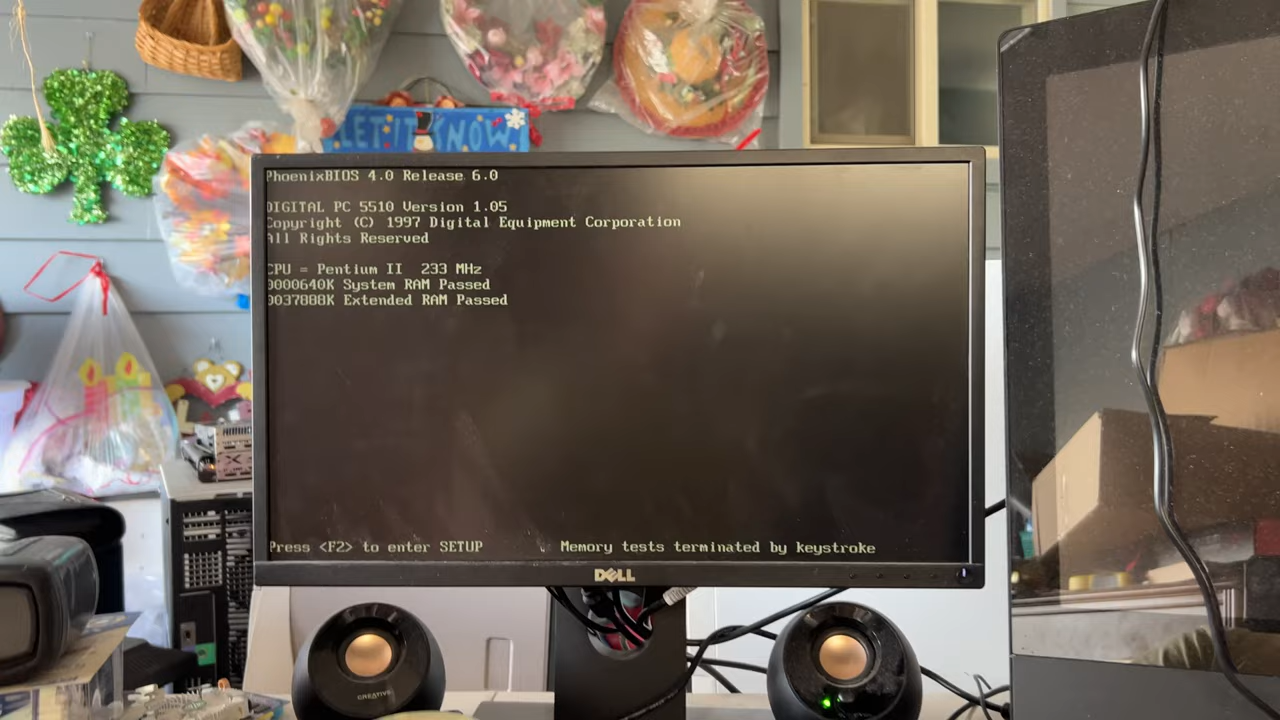 LET IT SNOW!
PhoenixBIOS 4.0 Release 6.0
DIGITAL PC 5510 Version 1.05
Copyright (C) 1997 Digital Equipment Corporation
All Rights Reserved
CPU = Pentium II 233 MHz
0000640K System RAM Passed
0037888K Extended RAM Passed
Press <F2> to enter SETUP
Memory tests terminated by keystroke
DELL
CREATIVE